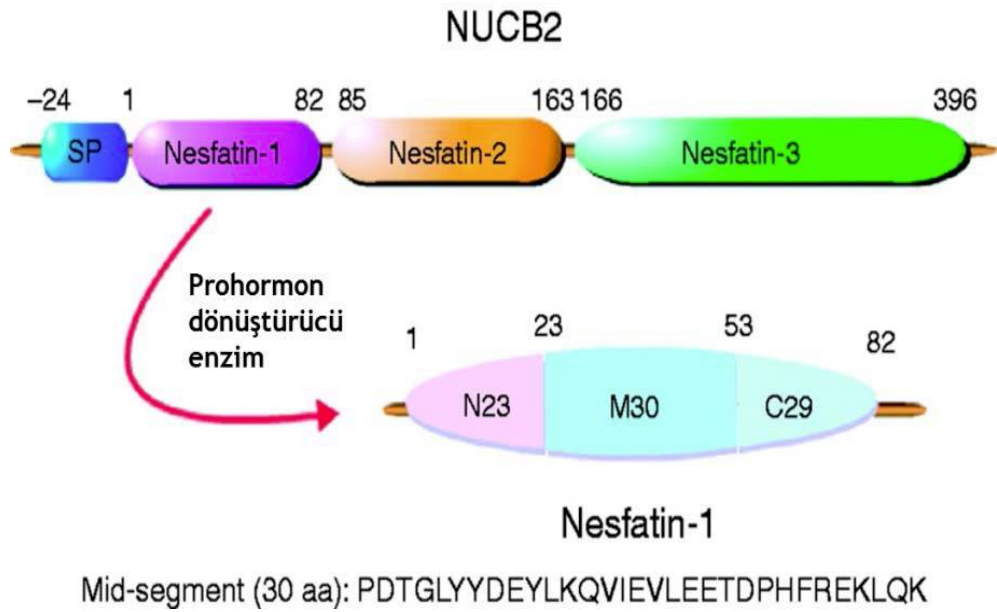 NUCB2
–24 1 82 85 163 166 396
SP Nesfatin-1 Nesfatin-2 Nesfatin-3
Prohormon
dönüştürücü
enzim
1 23 53 82
N23 M30 C29
Nesfatin-1
Mid-segment (30 aa): PDTGLYYDEYLKQVIEVLEETDPHFREKLQK